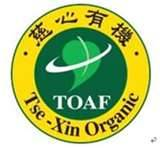 慈心有機
TOAF
Tse-Xin Organic